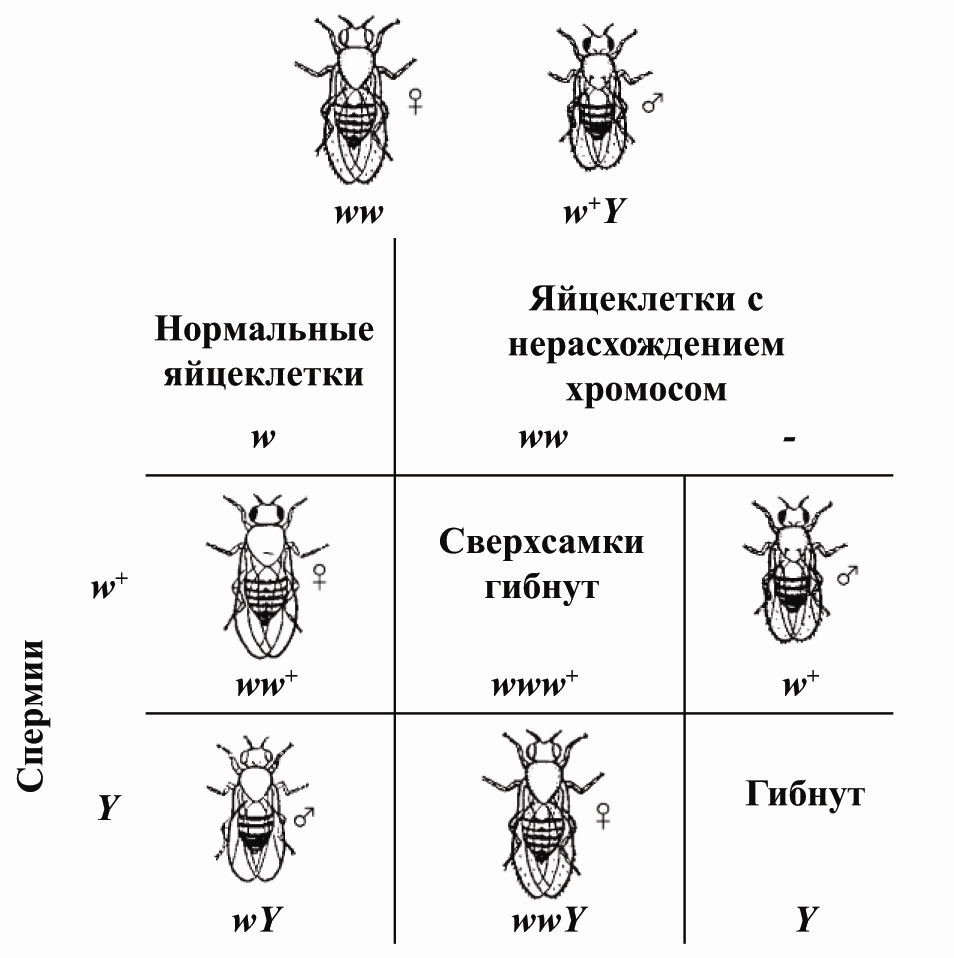 ♀ ♂
ww w⁺Y
Яйцеклетки с
нерасхождением
хромосом
Нормальные
яйцеклетки
w ww -
Сверхсамки
гибнут
♀ ♂
w⁺
ww⁺ www⁺ w⁺
Спермии
Гибнут
Y ♂ ♀
wY wwY Y